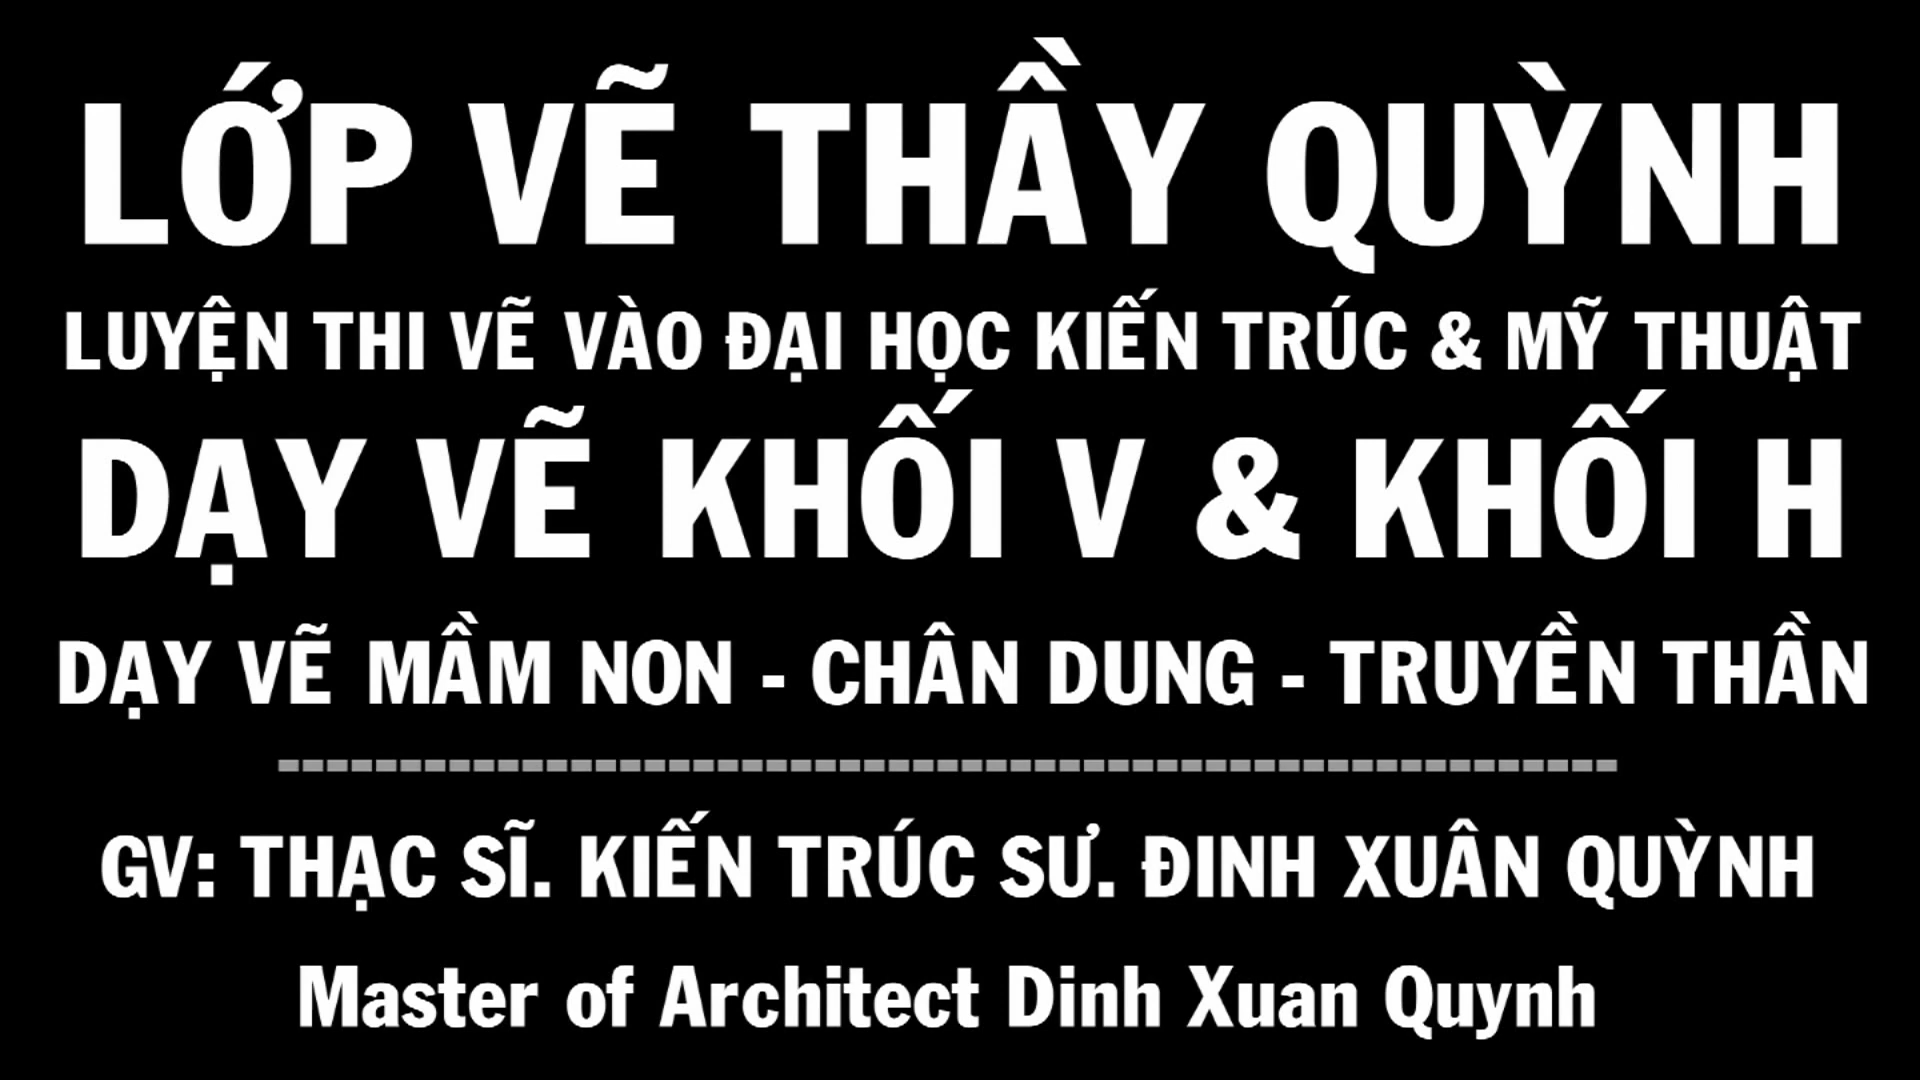 LỚP VẼ THẦY QUỲNH
LUYỆN THI VẼ VÀO ĐẠI HỌC KIẾN TRÚC & MỸ THUẬT
DẠY VẼ KHỐI V & KHỐI H
DẠY VẼ MẦM NON - CHÂN DUNG - TRUYỀN THẦN
-------------------------------------------------------
GV: THẠC SĨ. KIẾN TRÚC SƯ. ĐINH XUÂN QUỲNH
Master of Architect Dinh Xuan Quynh